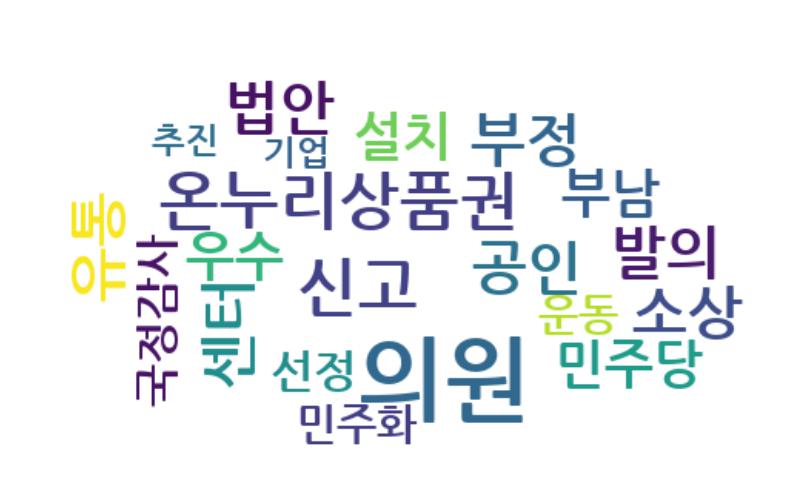 법안
추진
기업
설치
부정
온누리상품권
부남
유통
국정감사
우수
센터
신고
공인
발의
운동
소상
선정
의원
민주당
민주화